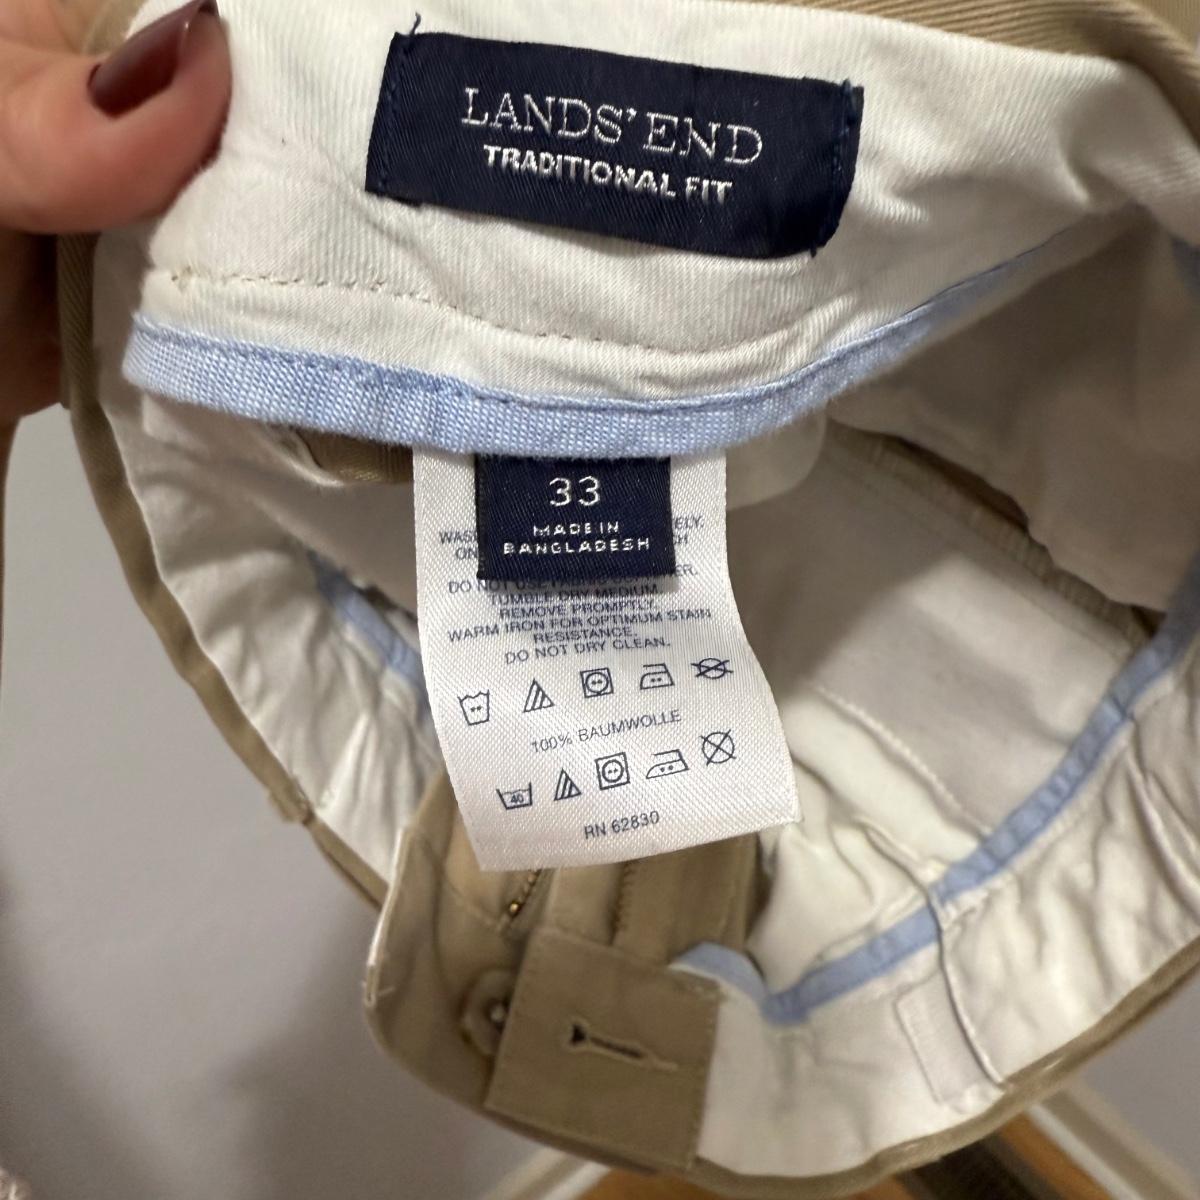 LANDS' END
TRADITIONAL FIT
33
MADE IN
BANGLADESH
DO NOT USE
TUMBLE DRY MEDIUM.
REMOVE PROMPTLY.
WARM IRON FOR OPTIMUM STAIN
RESISTANCE.
DO NOT DRY CLEAN.
100% BAUMWOLLE
40
RN 62830